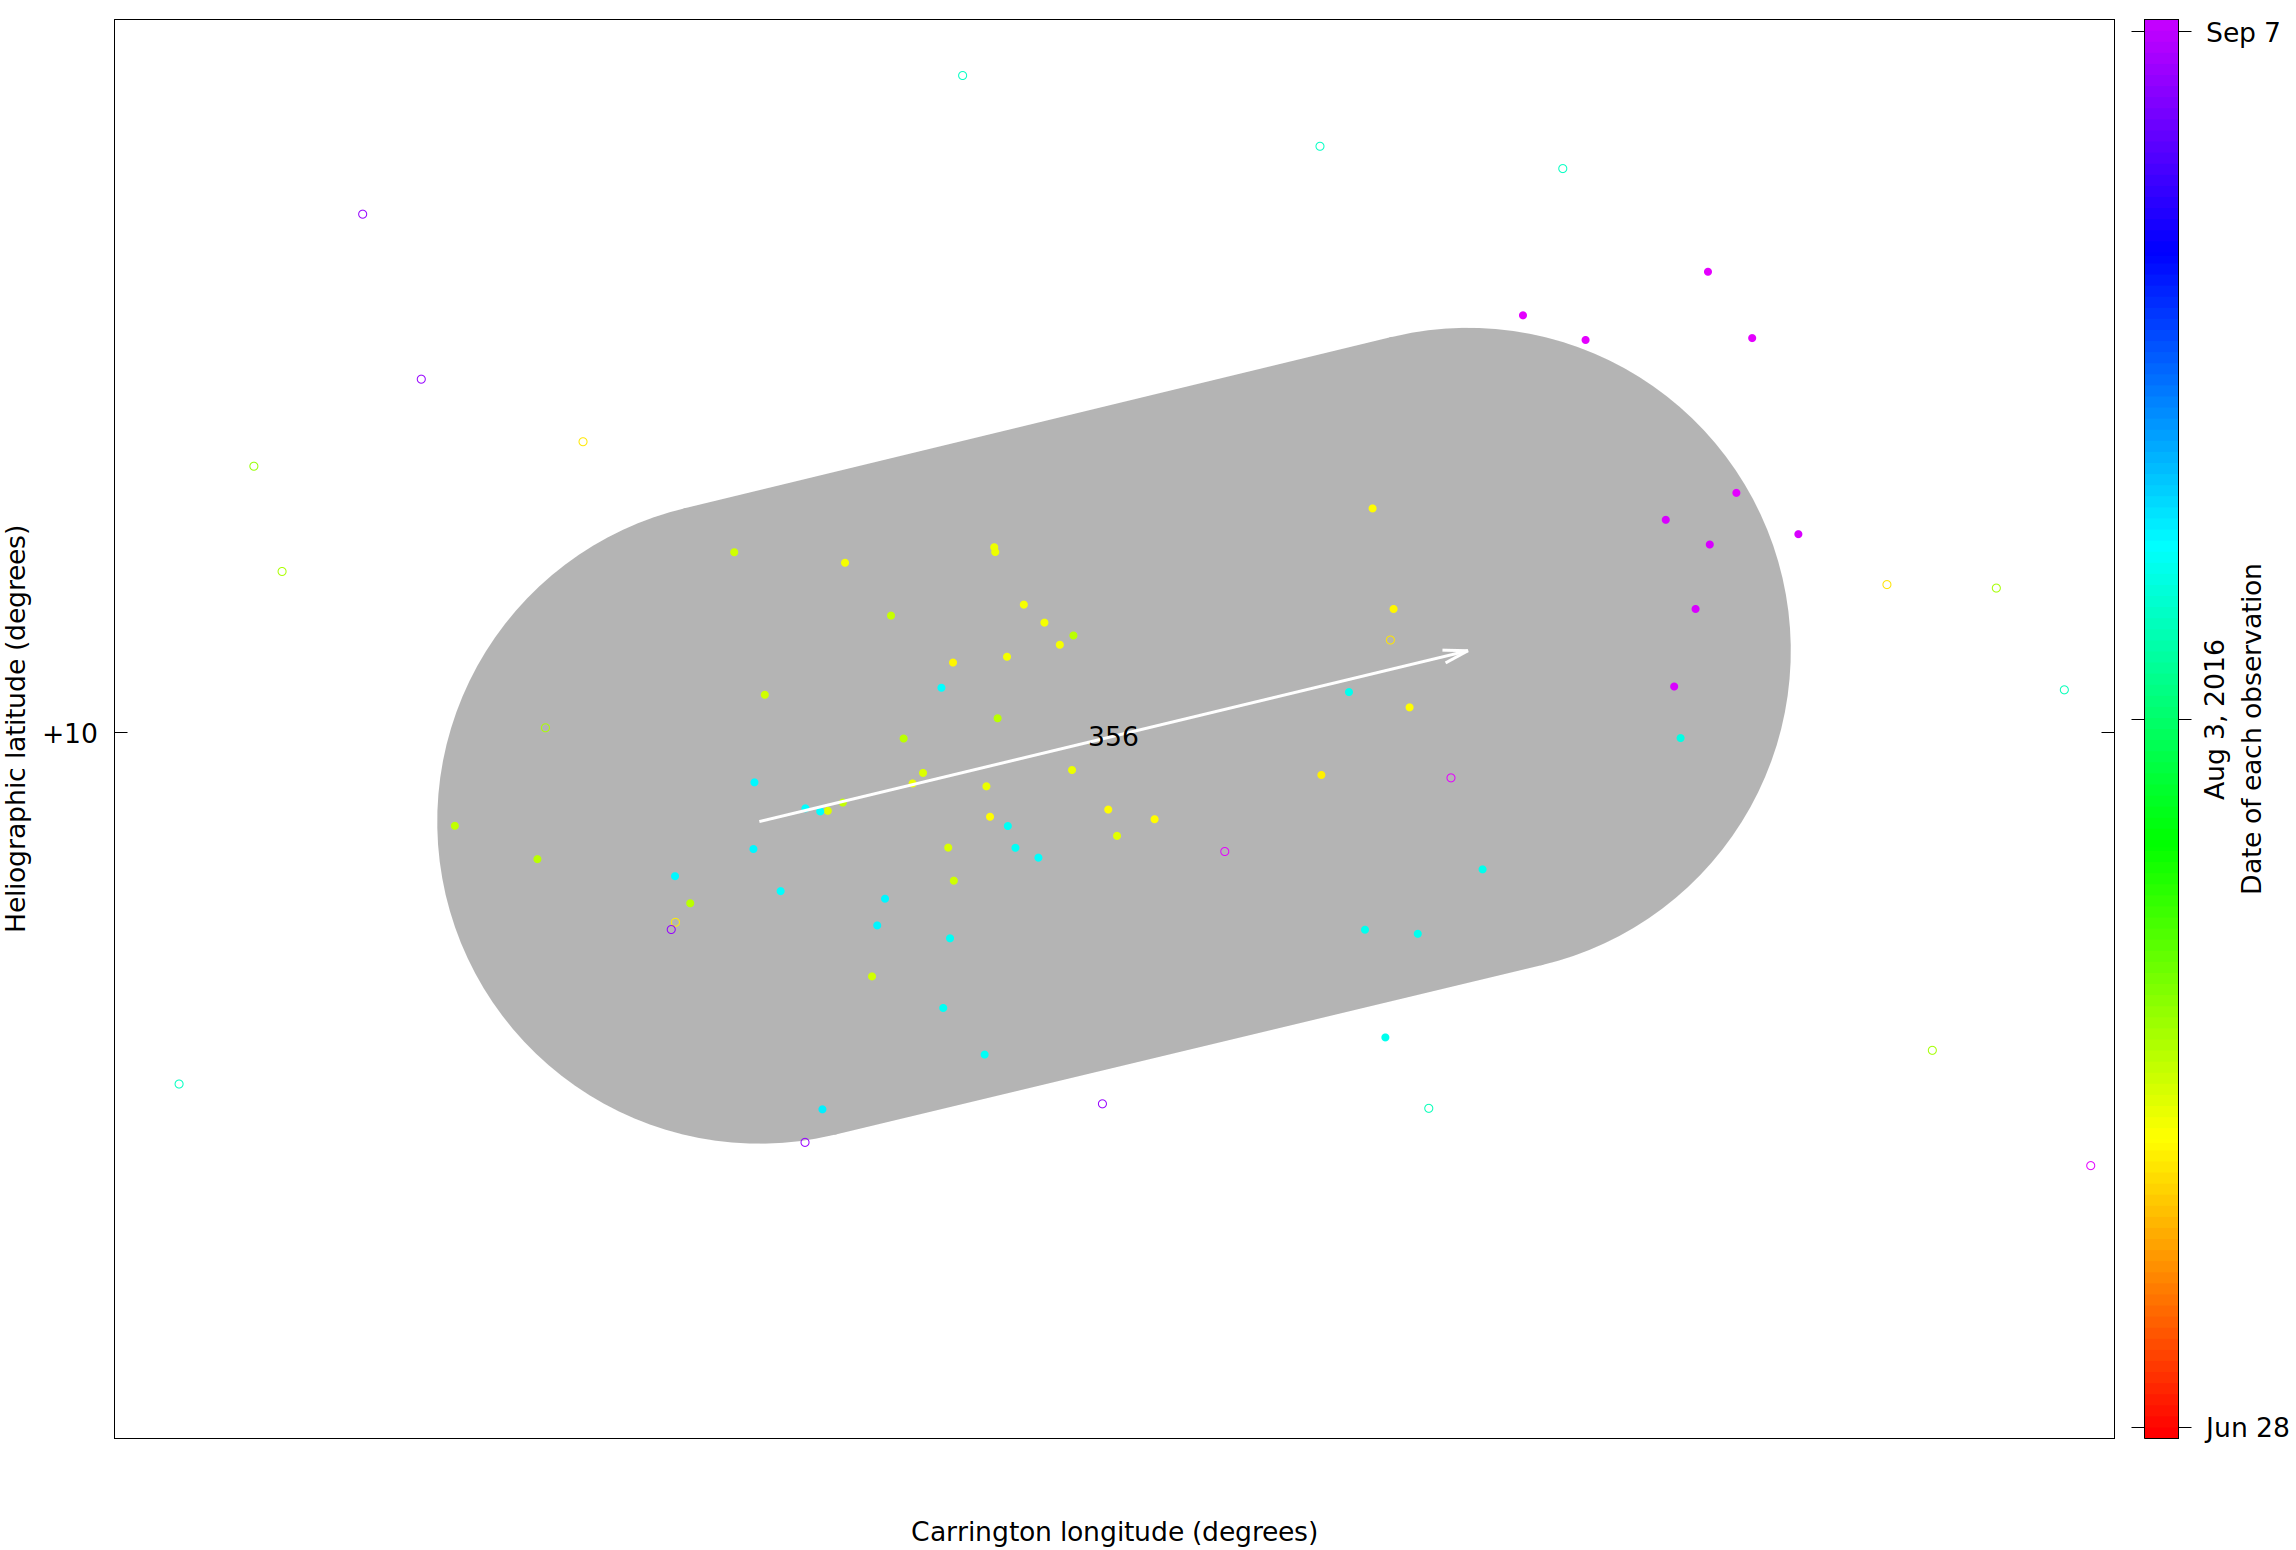 Sep 7
Heliographic latitude (degrees)
+10
356
Aug 3, 2016
Date of each observation
Jun 28
Carrington longitude (degrees)